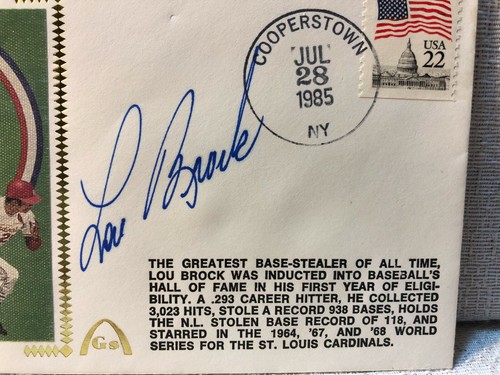 COOPERSTOWN
JUL
28
1985
NY
USA
22
Lou Brock
THE GREATEST BASE-STEALER OF ALL TIME,
LOU BROCK WAS INDUCTED INTO BASEBALL'S
HALL OF FAME IN HIS FIRST YEAR OF ELIGI-
BILITY. A .293 CAREER HITTER, HE COLLECTED
3,023 HITS, STOLE A RECORD 938 BASES, HOLDS
THE N.L. STOLEN BASE RECORD OF 118, AND
STARRED IN THE 1964, '67, AND '68 WORLD
SERIES FOR THE ST. LOUIS CARDINALS.
GS